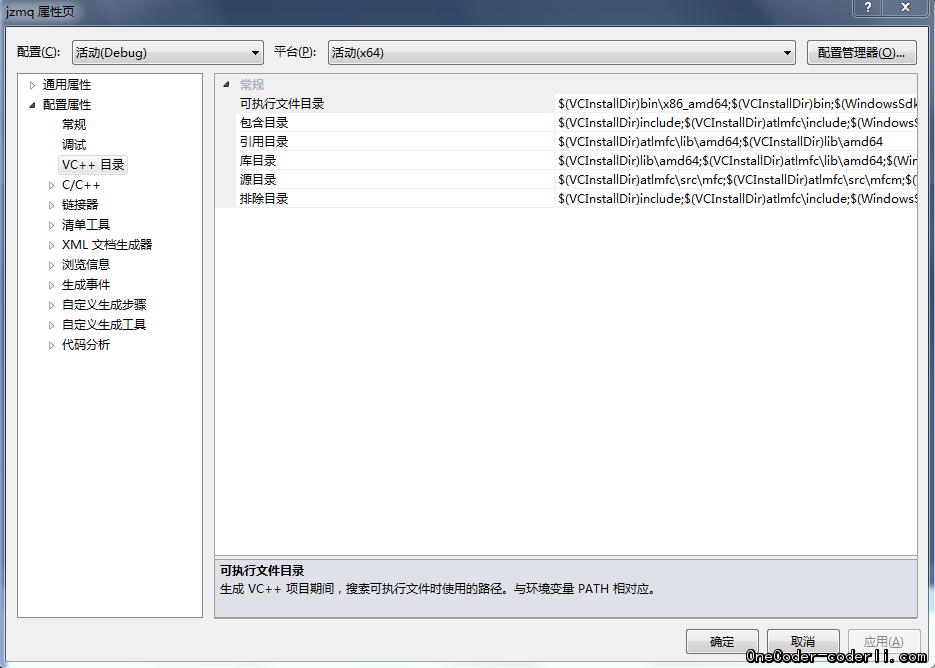 jzmq 属性页
配置(C): 活动(Debug) 平台(P): 活动(x64) 配置管理器(O)...
通用属性
配置属性
常规
调试
VC++ 目录
C/C++
链接器
清单工具
XML 文档生成器
浏览信息
生成事件
自定义生成步骤
自定义生成工具
代码分析
常规
可执行文件目录 $(VCInstallDir)bin\x86_amd64;$(VCInstallDir)bin;$(WindowsSdk
包含目录 $(VCInstallDir)include;$(VCInstallDir)atlmfc\include;$(WindowsS
引用目录 $(VCInstallDir)atlmfc\lib\amd64;$(VCInstallDir)lib\amd64
库目录 $(VCInstallDir)lib\amd64;$(VCInstallDir)atlmfc\lib\amd64;$(Win
源目录 $(VCInstallDir)atlmfc\src\mfc;$(VCInstallDir)atlmfc\src\mfcm;$(
排除目录 $(VCInstallDir)include;$(VCInstallDir)atlmfc\include;$(WindowsS
可执行文件目录
生成 VC++ 项目期间，搜索可执行文件时使用的路径。与环境变量 PATH 相对应。
确定 取消 应用(A)
OneCoder-coderli.com